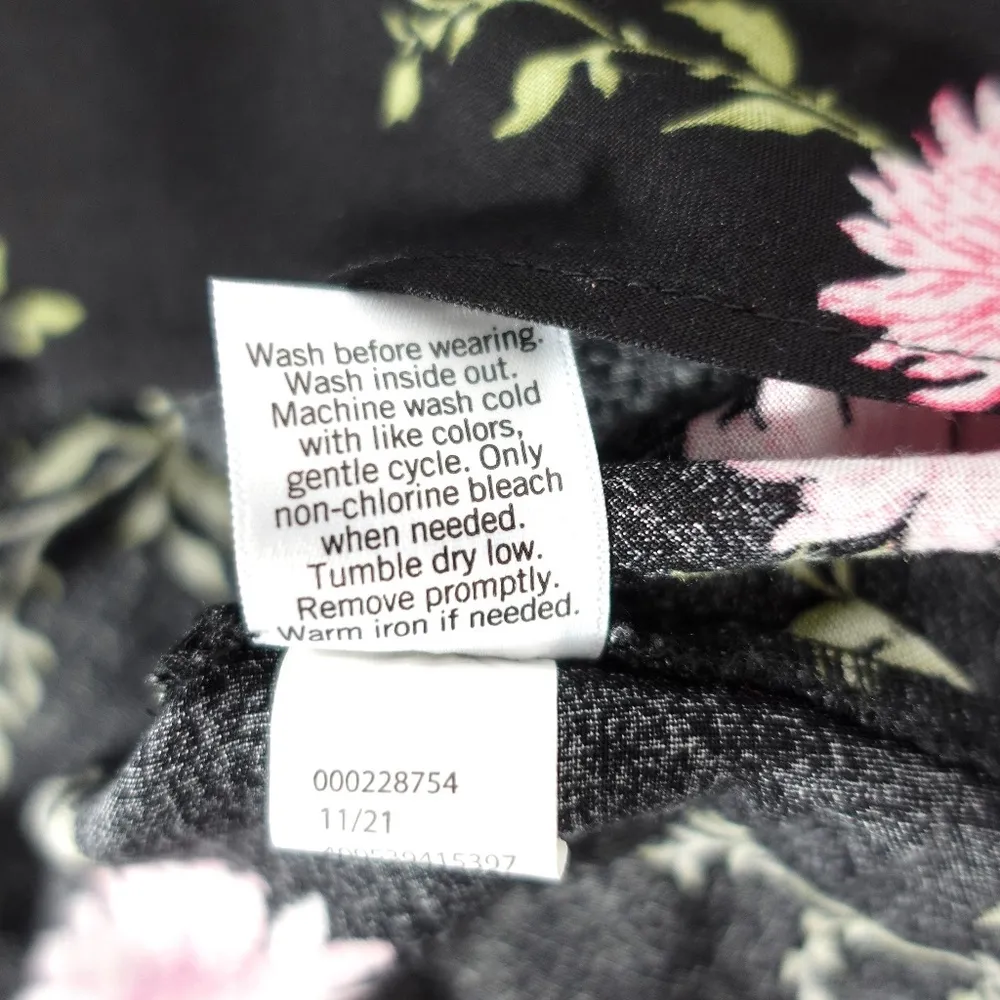 Wash before wearing.
Wash inside out.
Machine wash cold
with like colors,
gentle cycle. Only
non-chlorine bleach
when needed.
Tumble dry low.
Remove promptly.
Warm iron if needed.
000228754
11/21
400539415397